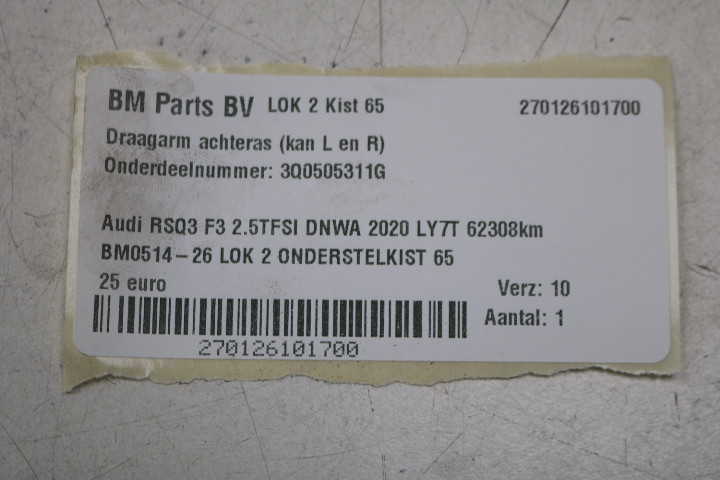 BM Parts BV LOK 2 Kist 65 270126101700
Draagarm achteras (kan L en R)
Onderdeelnummer: 3Q0505311G
Audi RSQ3 F3 2.5TFSI DNWA 2020 LY7T 62308km
BM0514-26 LOK 2 ONDERSTELKIST 65
25 euro Verz: 10
Aantal: 1
270126101700